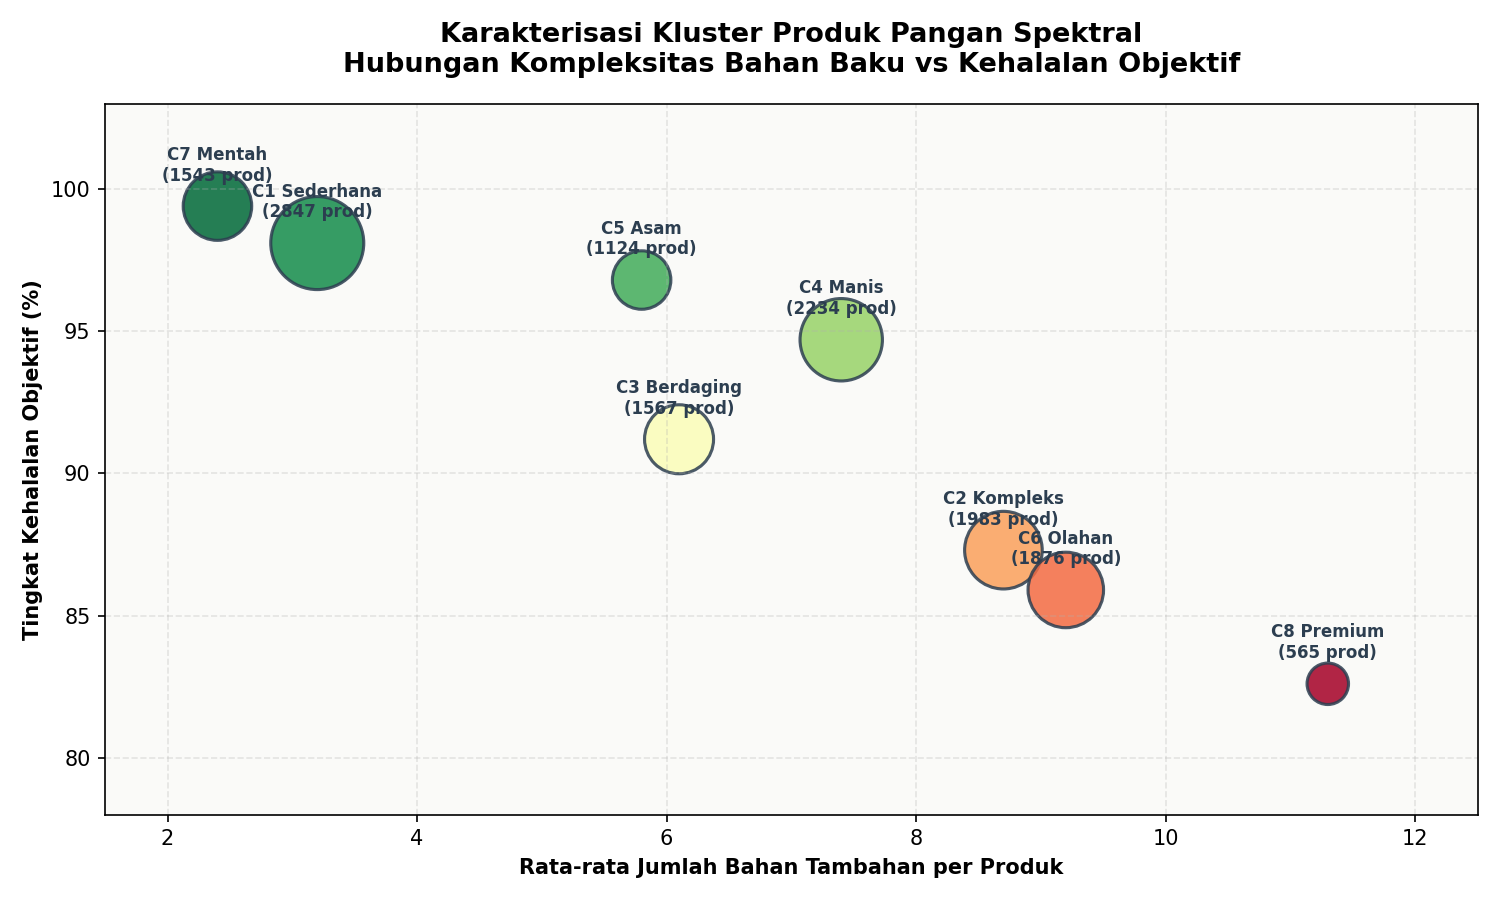 Karakterisasi Kluster Produk Pangan Spektral
Hubungan Kompleksitas Bahan Baku vs Kehalalan Objektif
Tingkat Kehalalan Objektif (%)
100
95
90
85
80
C7 Mentah
(1543 prod)
C1 Sederhana
(2847 prod)
C5 Asam
(1124 prod)
C4 Manis
(2234 prod)
C3 Berdaging
(1567 prod)
C2 Kompleks
(1983 prod)
C6 Olahan
(1876 prod)
C8 Premium
(565 prod)
2 4 6 8 10 12
Rata-rata Jumlah Bahan Tambahan per Produk